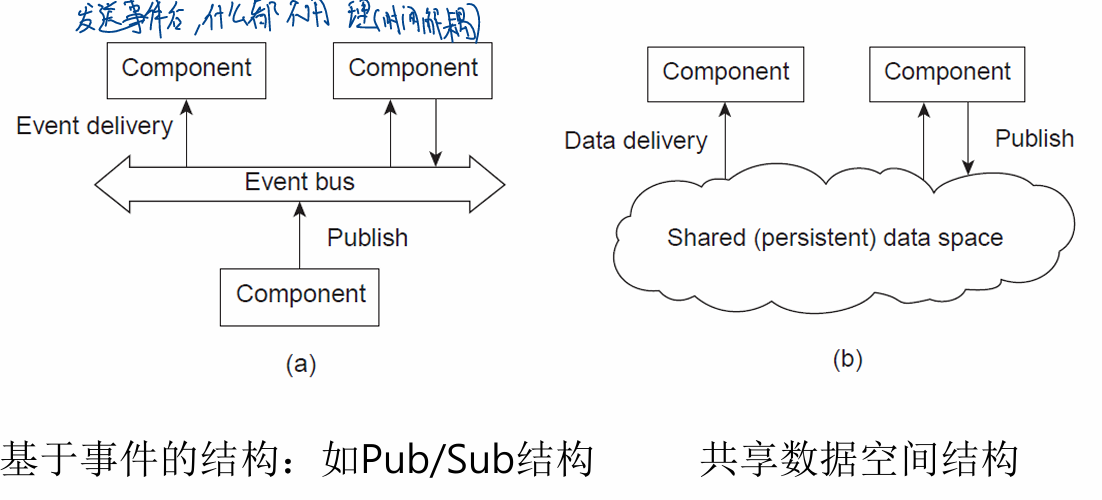 发送事件后,什么都不用 理(时间解耦)
Component Component Component Component
Event delivery
Data delivery
Publish
Event bus
Publish
Shared (persistent) data space
Component
(a)
(b)
基于事件的结构：如Pub/Sub结构 共享数据空间结构